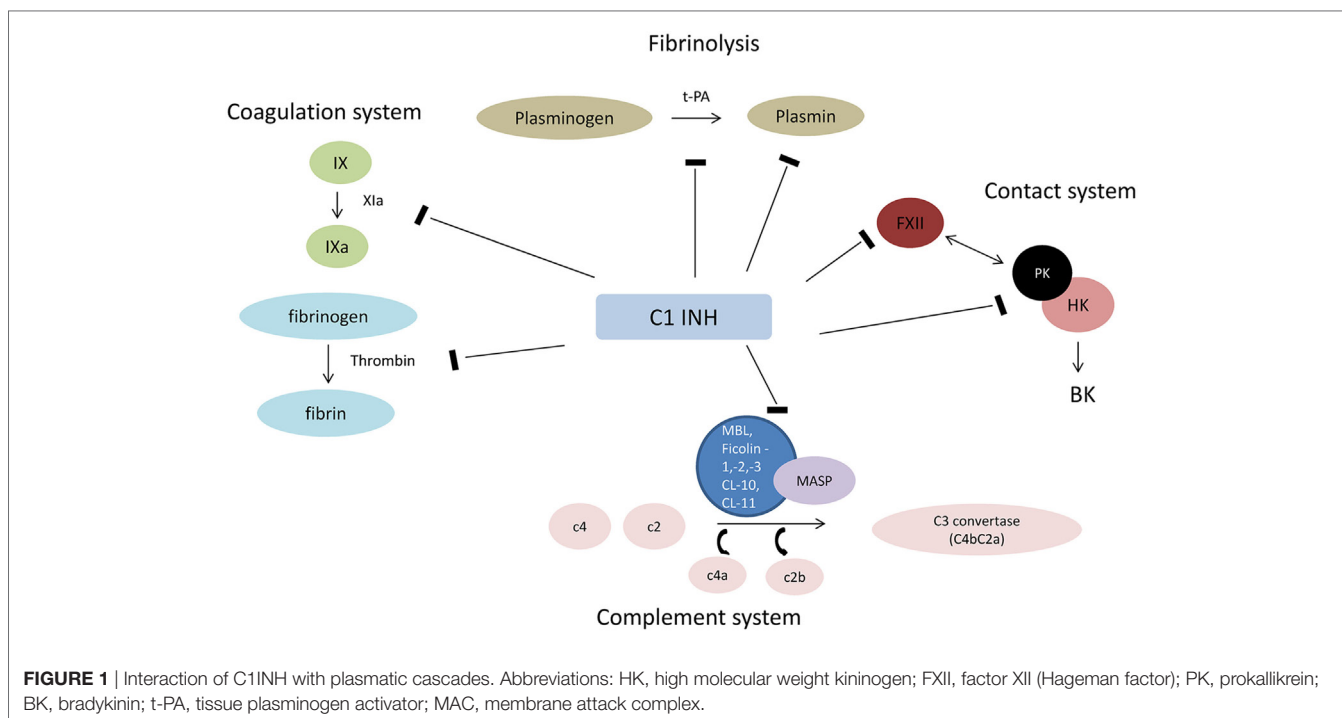 Fibrinolysis
Coagulation system
Plasminogen
t-PA
Plasmin
IX
XIa
IXa
Contact system
FXII
PK
HK
BK
fibrinogen
Thrombin
fibrin
C1 INH
MBL,
Ficolin -
1,-2,-3
CL-10,
CL-11
MASP
c4
c2
C3 convertase
(C4bC2a)
c4a
c2b
Complement system
FIGURE 1 | Interaction of C1INH with plasmatic cascades. Abbreviations: HK, high molecular weight kininogen; FXII, factor XII (Hageman factor); PK, prokallikrein;
BK, bradykinin; t-PA, tissue plasminogen activator; MAC, membrane attack complex.